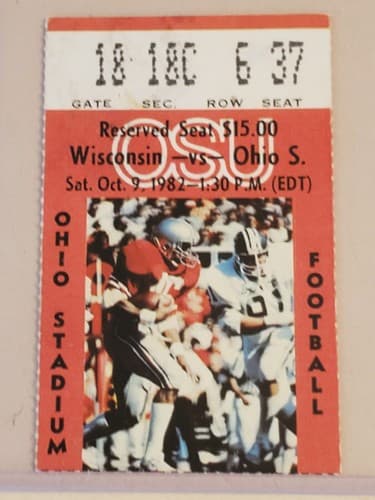 18 18C 6 37
GATE SEC. ROW SEAT
OSU
Reserved Seat $15.00
Wisconsin —vs— Ohio S.
Sat. Oct. 9, 1982—1:30 P.M. (EDT)
OHIO STADIUM
FOOTBALL